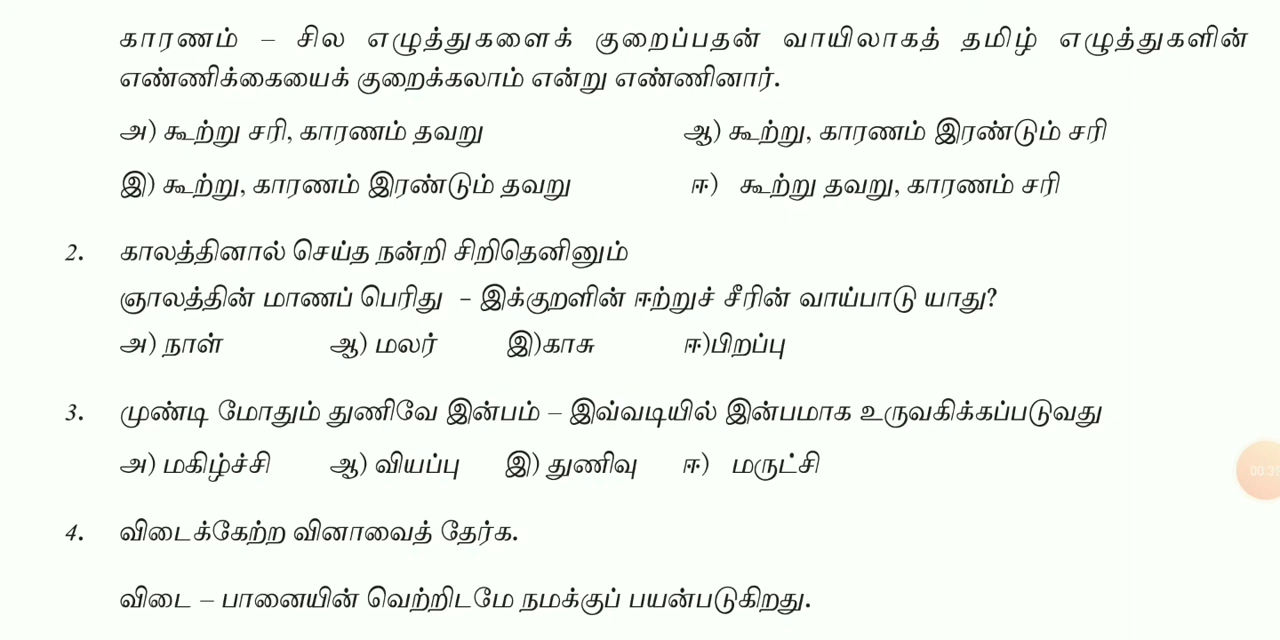 காரணம் – சில எழுத்துகளைக் குறைப்பதன் வாயிலாகத் தமிழ் எழுத்துகளின்
எண்ணிக்கையைக் குறைக்கலாம் என்று எண்ணினார்.
அ) கூற்று சரி, காரணம் தவறு ஆ) கூற்று, காரணம் இரண்டும் சரி
இ) கூற்று, காரணம் இரண்டும் தவறு ஈ) கூற்று தவறு, காரணம் சரி
2. காலத்தினால் செய்த நன்றி சிறிதெனினும்
ஞாலத்தின் மாணப் பெரிது - இக்குறளின் ஈற்றுச் சீரின் வாய்பாடு யாது?
அ) நாள் ஆ) மலர் இ)காசு ஈ)பிறப்பு
3. முண்டி மோதும் துணிவே இன்பம் – இவ்வடியில் இன்பமாக உருவகிக்கப்படுவது
அ) மகிழ்ச்சி ஆ) வியப்பு இ) துணிவு ஈ) மருட்சி
4. விடைக்கேற்ற வினாவைத் தேர்க.
விடை – பானையின் வெற்றிடமே நமக்குப் பயன்படுகிறது.